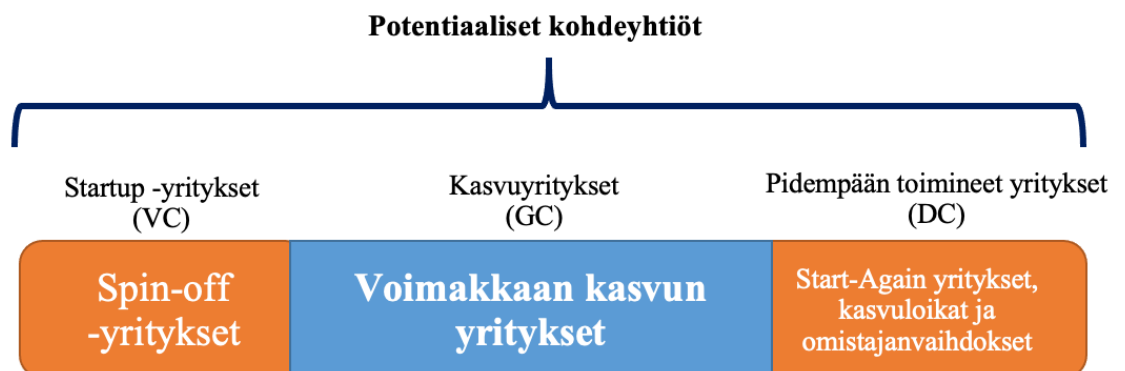 Potentiaaliset kohdeyhtiöt
Startup -yritykset
(VC)
Kasvuyritykset
(GC)
Pidempään toimineet yritykset
(DC)
Spin-off
-yritykset
Voimakkaan kasvun
yritykset
Start-Again yritykset,
kasvuloikat ja
omistajanvaihdokset